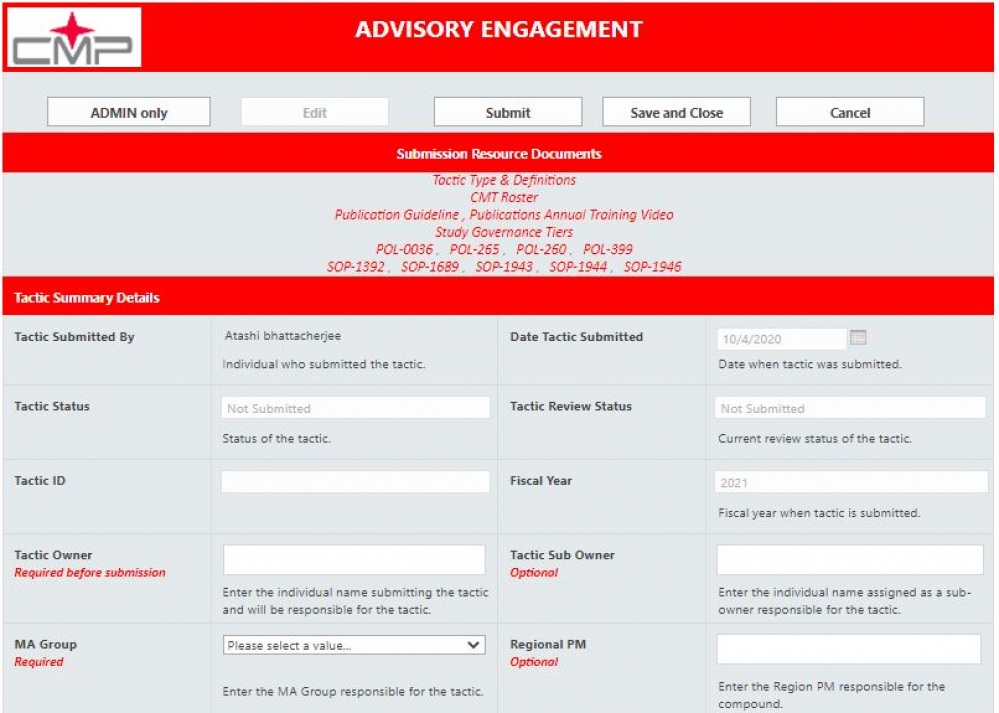 CMP
ADVISORY ENGAGEMENT
ADMIN only
Edit
Submit
Save and Close
Cancel
Submission Resource Documents
Tactic Type & Definitions
CMT Roster
Publication Guideline , Publications Annual Training Video
Study Governance Tiers
POL-0036 , POL-265 , POL-260 , POL-399
SOP-1392 , SOP-1689 , SOP-1943 , SOP-1944 , SOP-1946
Tactic Summary Details
Tactic Submitted By
Atashi bhattacherjee
Individual who submitted the tactic.
Date Tactic Submitted
10/4/2020
Date when tactic was submitted.
Tactic Status
Not Submitted
Status of the tactic.
Tactic Review Status
Not Submitted
Current review status of the tactic.
Tactic ID
Fiscal Year
2021
Fiscal year when tactic is submitted.
Tactic Owner
Required before submission
Enter the individual name submitting the tactic
and will be responsible for the tactic.
Tactic Sub Owner
Optional
Enter the individual name assigned as a sub-
owner responsible for the tactic.
MA Group
Required
Please select a value...
Enter the MA Group responsible for the tactic.
Regional PM
Optional
Enter the Region PM responsible for the
compound.